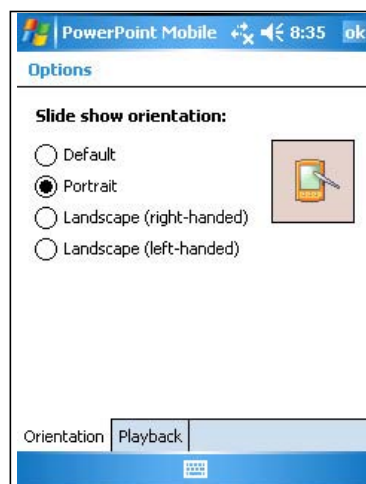 PowerPoint Mobile 8:35 ok
Options
Slide show orientation:
Default
Portrait
Landscape (right-handed)
Landscape (left-handed)
Orientation Playback